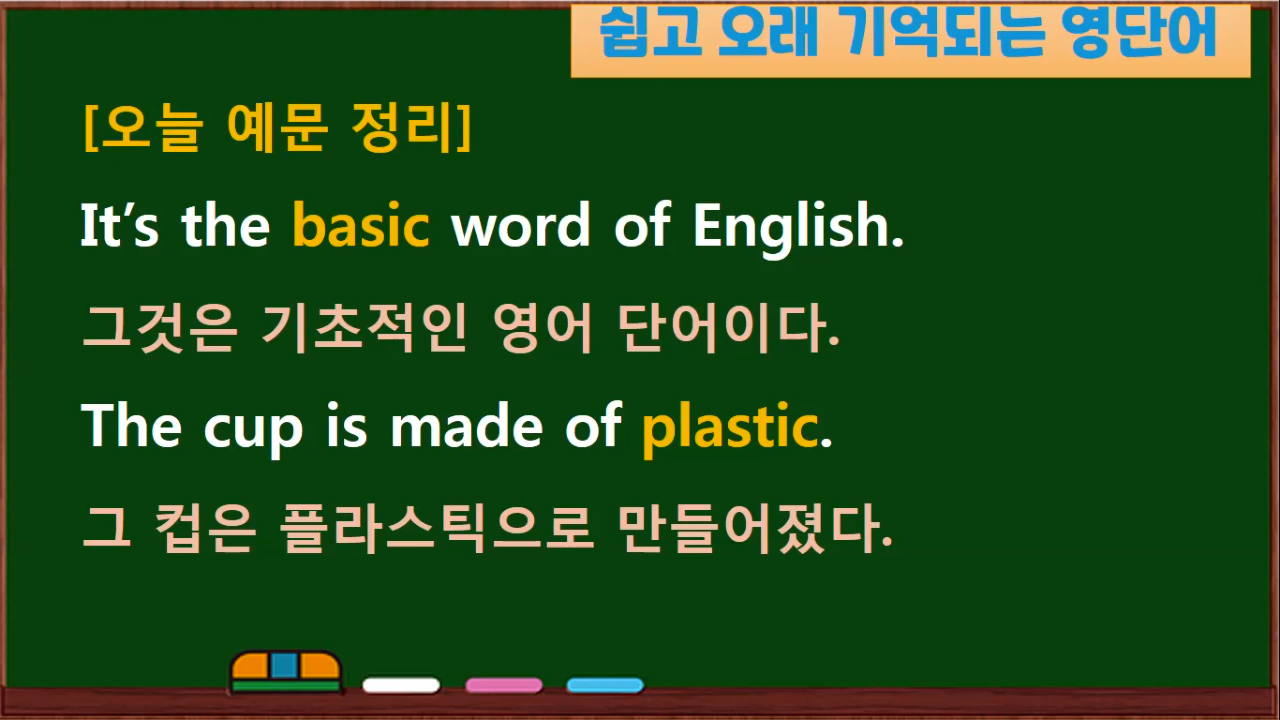 쉽고 오래 기억되는 영단어
[오늘 예문 정리]
It’s the basic word of English.
그것은 기초적인 영어 단어이다.
The cup is made of plastic.
그 컵은 플라스틱으로 만들어졌다.